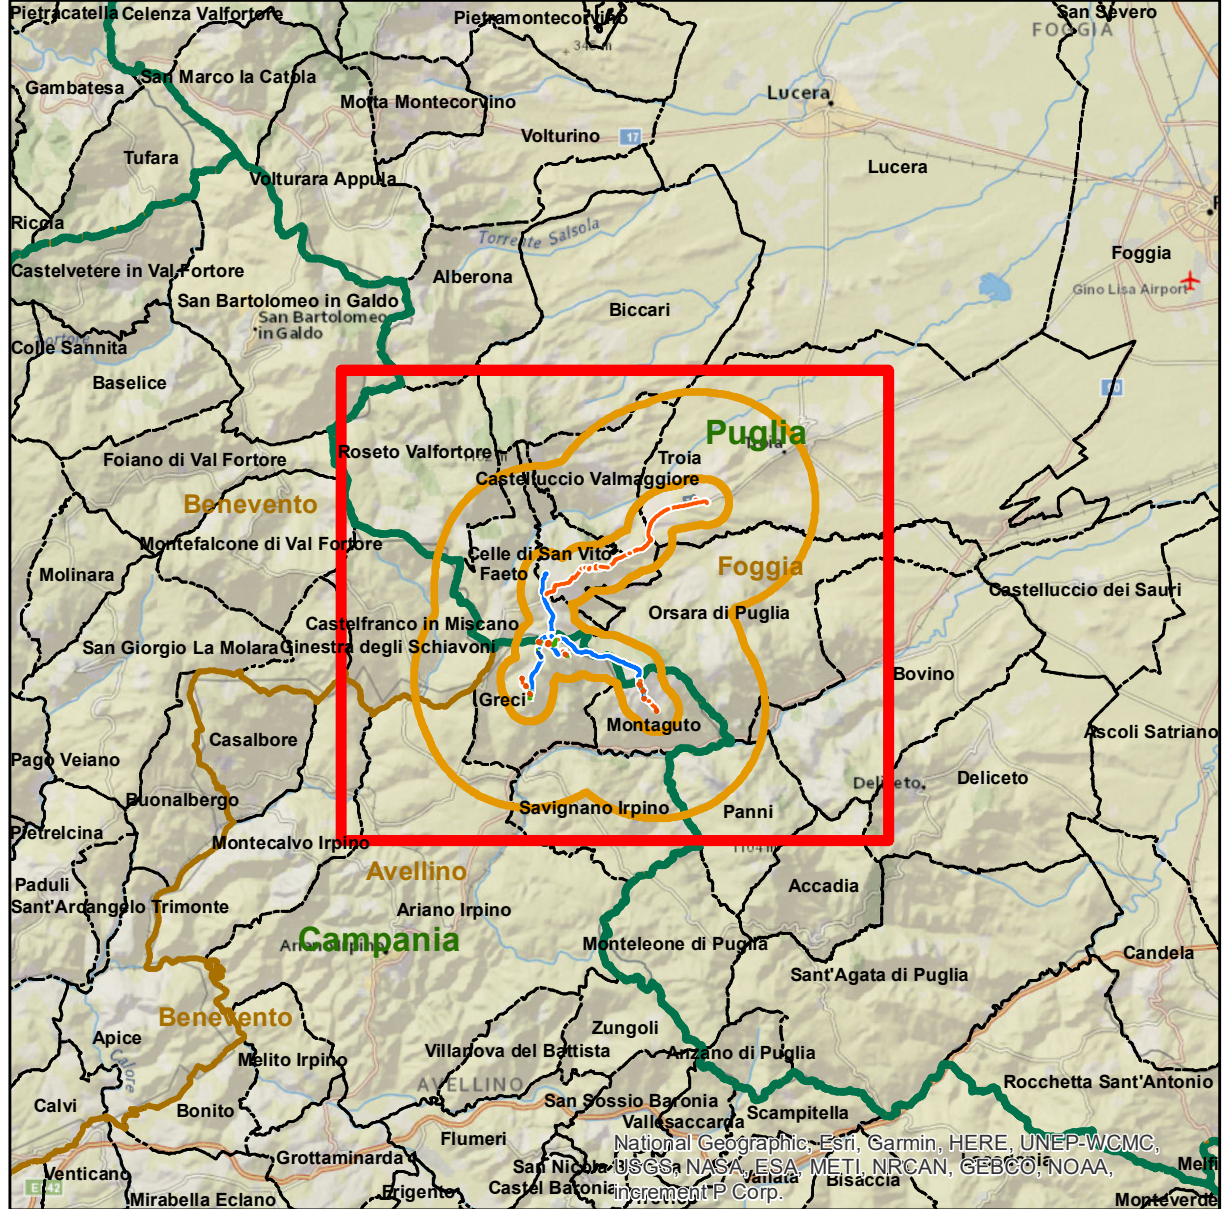 Pietracatella
Celenza Valfortore
Pietramontecorvino
San Severo
FOGGIA
Gambatesa
San Marco la Catola
Motta Montecorvino
Lucera
Volturino
17
Tufara
Volturara Appula
Lucera
Riccia
Torrente Salsola
Foggia
Castelvetere in Val Fortore
Alberona
Gino Lisa Airport
San Bartolomeo in Galdo
San Bartolomeo
in Galdo
Biccari
Colle Sannita
Baselice
Puglia
Troia
Roseto Valfortore
Troia
Foiano di Val Fortore
Castelluccio Valmaggiore
Benevento
Montefalcone di Val Fortore
Celle di San Vito
Faeto
Foggia
Molinara
Castelluccio dei Sauri
Orsara di Puglia
Castelfranco in Miscano
San Giorgio La Molara
Ginestra degli Schiavoni
Bovino
Greci
Montaguto
Casalbore
Ascoli Satriano
Pago Veiano
Deliceto
Deliceto
Buonalbergo
Savignano Irpino
Panni
Pietrelcina
Montecalvo Irpino
1104 m
Avellino
Paduli
Accadia
Sant'Arcangelo Trimonte
Ariano Irpino
Campania
Ariano Irpino
Monteleone di Puglia
Candela
Sant'Agata di Puglia
Benevento
Apice
Zungoli
Calore
Melito Irpino
Villanova del Battista
Anzano di Puglia
AVELLINO
Rocchetta Sant'Antonio
Calvi
Bonito
San Sossio Baronia
Scampitella
Vallesaccarda
Flumeri
National Geographic, Esri, Garmin, HERE, UNEP-WCMC,
USGS, NASA, ESA, METI, NRCAN, GEBCO, NOAA,
increment P Corp.
Grottaminarda
San Nicola Baronia
Melfi
Venticano
Castel Baronia
Vallata
Bisaccia
Mirabella Eclano
Frigento
Monteverde